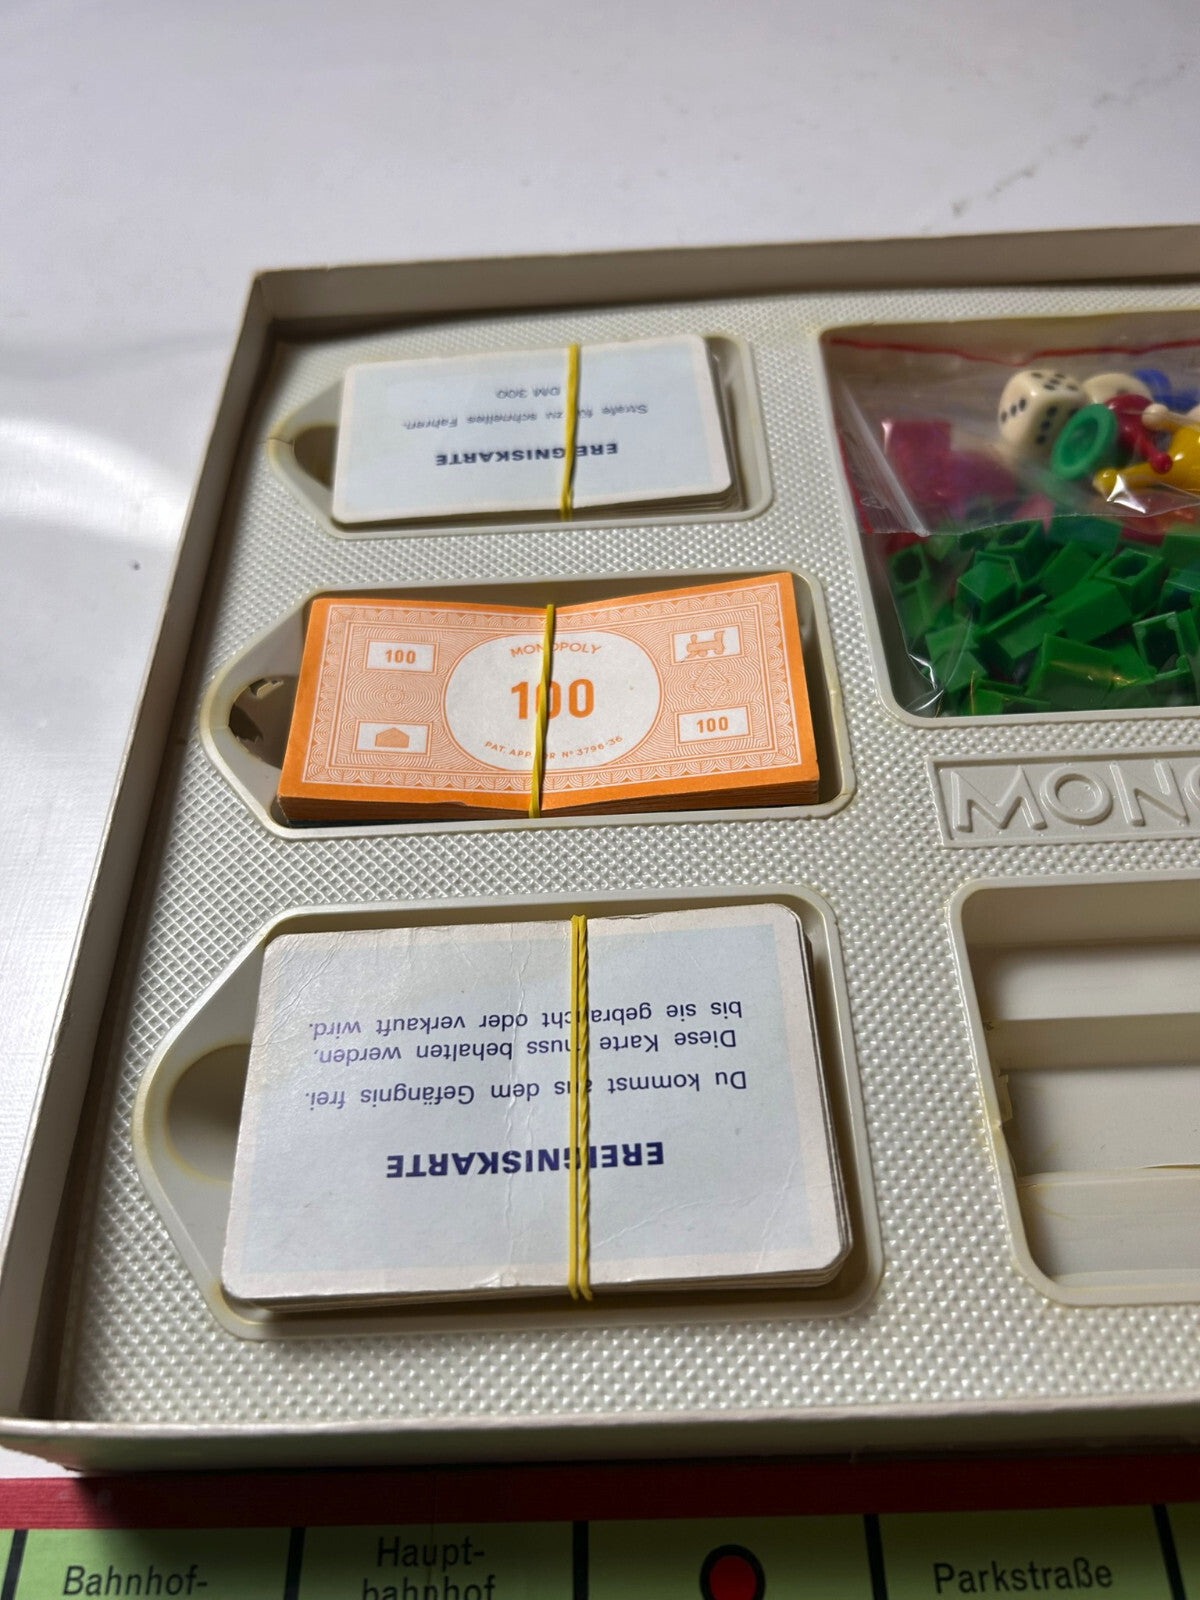 EREIGNISKARTE
Strafe für zu schnelles Fahren.
DM 300
MONOPOLY
100
100
100
PAT. APP. FOR Nº 3796-36
MONO
EREIGNISKARTE
Du kommst aus dem Gefängnis frei.
Diese Karte muss behalten werden,
bis sie gebraucht oder verkauft wird.
Bahnhof-
Haupt-
bahnhof
Parkstraße